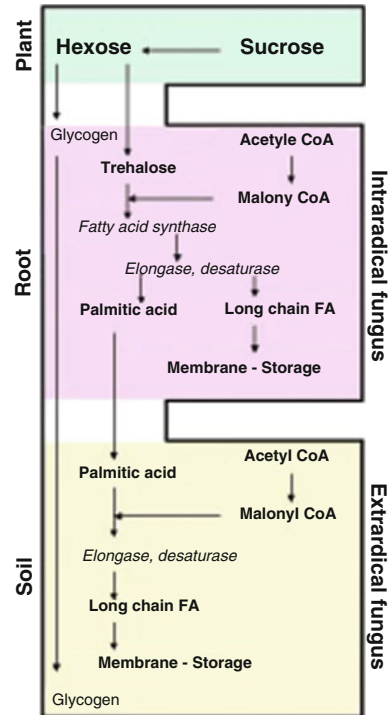 Plant
Hexose
Sucrose
Glycogen
Acetyle CoA
Trehalose
Malony CoA
Fatty acid synthase
Elongase, desaturase
Palmitic acid
Long chain FA
Membrane - Storage
Root
Intraradical fungus
Acetyl CoA
Palmitic acid
Malonyl CoA
Elongase, desaturase
Long chain FA
Membrane - Storage
Glycogen
Soil
Extrardical fungus